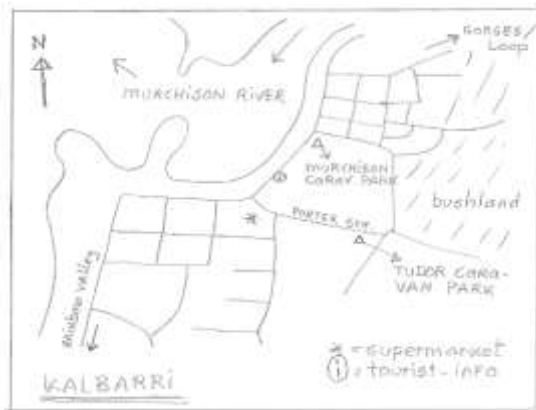 N
GORGES/
LOOP
MURCHISON RIVER
MURCHISON
CARAV PARK
bushland
PORTER STR
TUDOR CARA-
VAN PARK
RAINBOW Valley
* = supermarket
i = tourist-info
KALBARRi